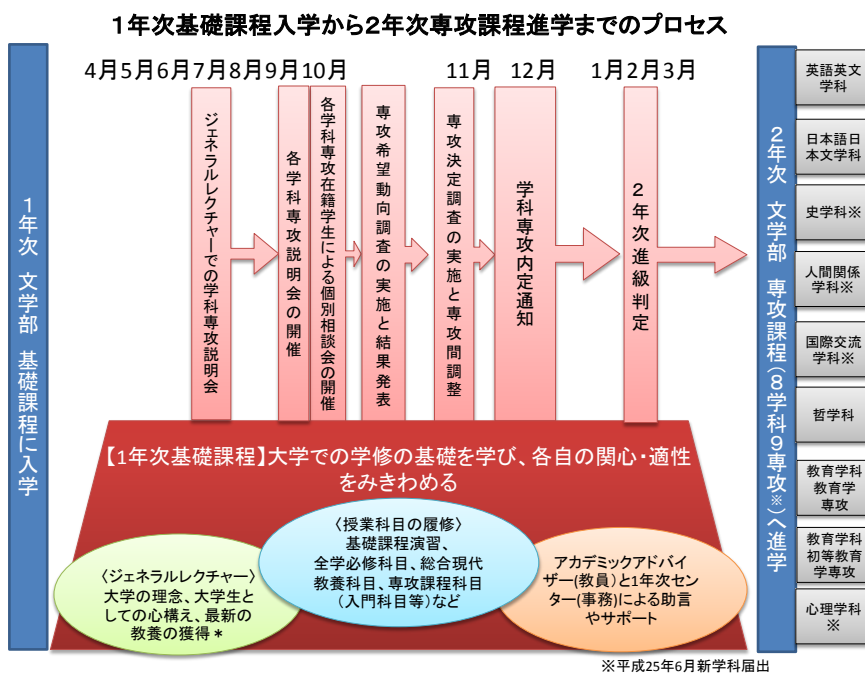 1年次基礎課程入学から2年次専攻課程進学までのプロセス
4月5月6月7月8月9月10月
11月
12月
1月2月3月
1年次 文学部 基礎課程に入学
ジェネラルレクチャーでの学科専攻説明会
各学科専攻説明会の開催
各学科専攻在籍学生による個別相談会の開催
専攻希望動向調査の実施と結果発表
専攻決定調査の実施と専攻間調整
学科専攻内定通知
2年次進級判定
2年次 文学部 専攻課程(8学科9専攻※)へ進学
英語英文
学科
日本語日
本文学科
史学科※
人間関係
学科※
国際交流
学科※
哲学科
教育学科
教育学
専攻
教育学科
初等教育
学専攻
心理学科
※
【1年次基礎課程】大学での学修の基礎を学び、各自の関心・適性
をみきわめる
〈ジェネラルレクチャー〉
大学の理念、大学生と
しての心構え、最新の
教養の獲得*
〈授業科目の履修〉
基礎課程演習、
全学必修科目、総合現代
教養科目、専攻課程科目
(入門科目等)など
アカデミックアドバイ
ザー(教員)と1年次セン
ター(事務)による助言
やサポート
※平成25年6月新学科届出